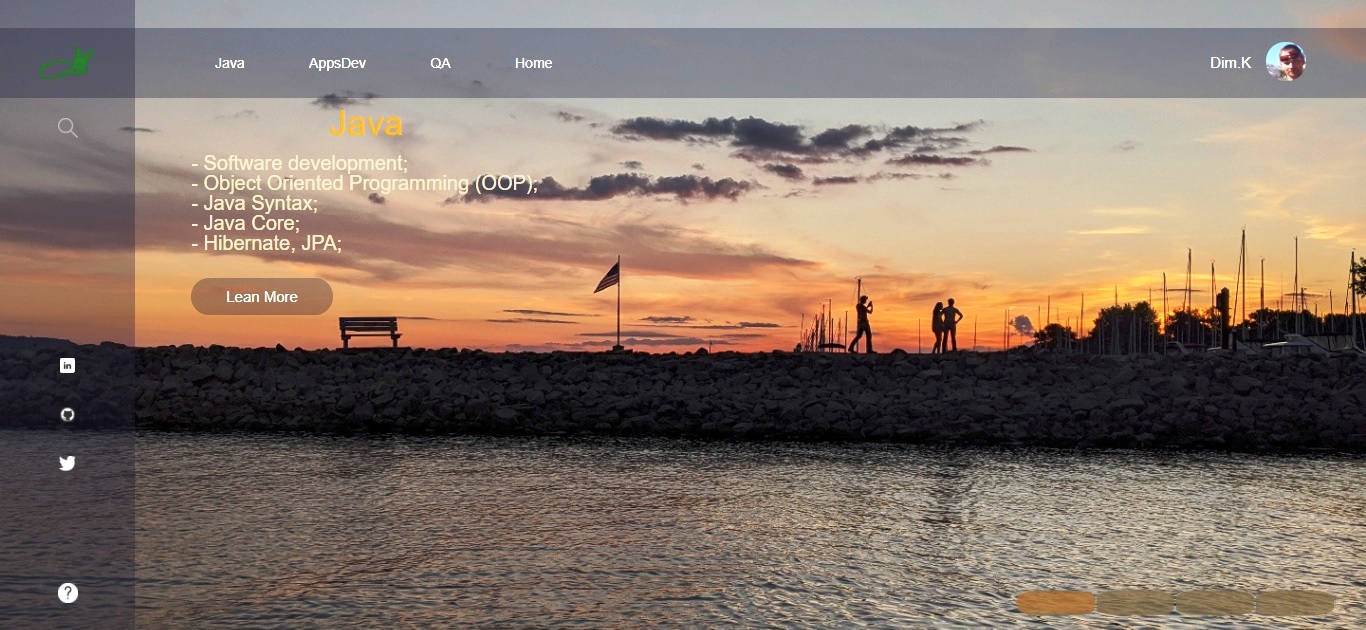 Java AppsDev QA Home Dim.K
Java
- Software development;
- Object Oriented Programming (OOP);
- Java Syntax;
- Java Core;
- Hibernate, JPA;
Lean More
in
?